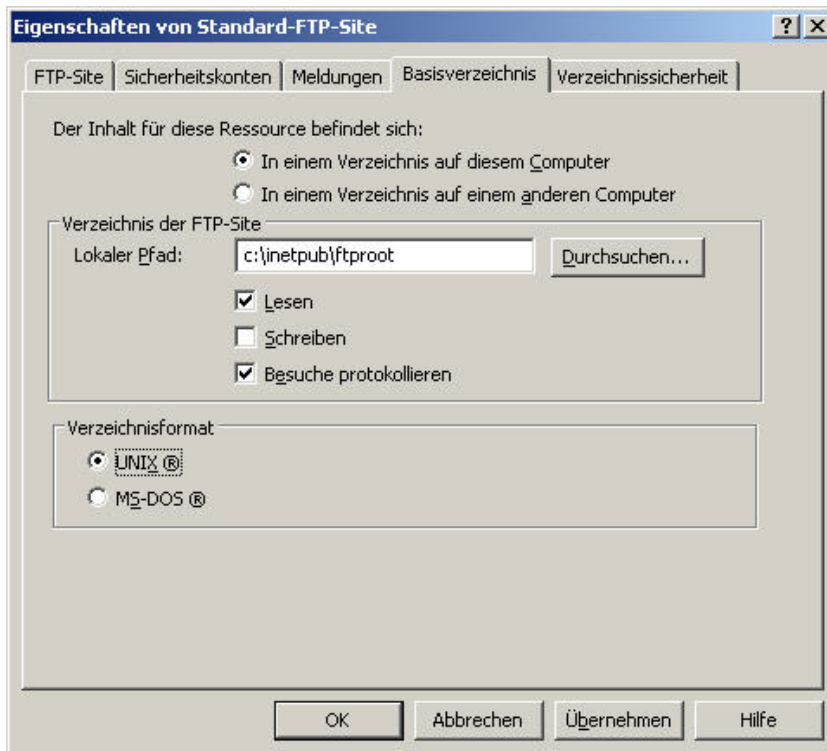 Eigenschaften von Standard-FTP-Site
FTP-Site Sicherheitskonten Meldungen Basisverzeichnis Verzeichnissicherheit
Der Inhalt für diese Ressource befindet sich:
In einem Verzeichnis auf diesem Computer
In einem Verzeichnis auf einem anderen Computer
Verzeichnis der FTP-Site
Lokaler Pfad: c:\inetpub\ftproot Durchsuchen...
Lesen
Schreiben
Besuche protokollieren
Verzeichnisformat
UNIX ®
MS-DOS ®
OK Abbrechen Übernehmen Hilfe